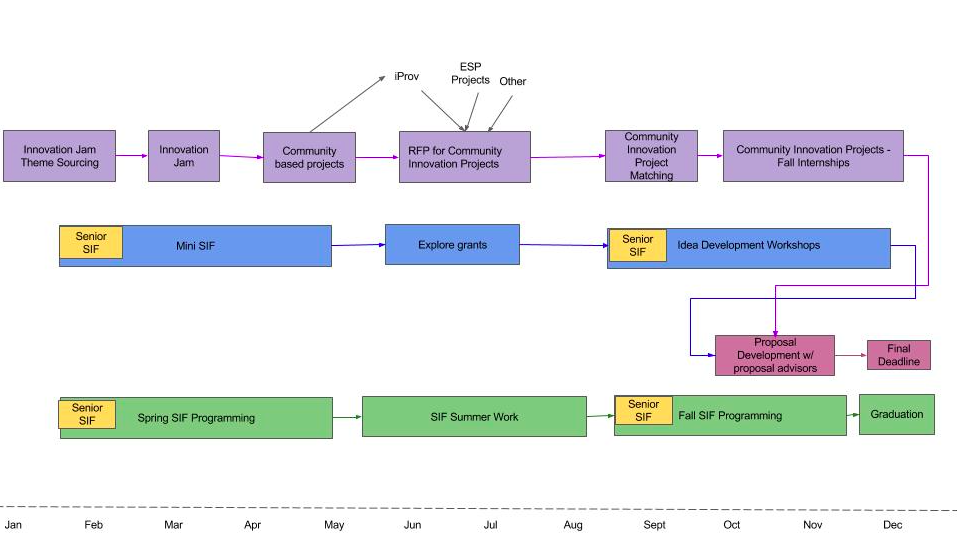 iProv
ESP
Projects
Other
Innovation Jam
Theme Sourcing
Innovation
Jam
Community
based projects
RFP for Community
Innovation Projects
Community
Innovation
Project
Matching
Community Innovation Projects -
Fall Internships
Senior
SIF
Mini SIF
Explore grants
Senior
SIF
Idea Development Workshops
Proposal
Development w/
proposal advisors
Final
Deadline
Senior
SIF
Spring SIF Programming
SIF Summer Work
Senior
SIF
Fall SIF Programming
Graduation
Jan Feb Mar Apr May Jun Jul Aug Sept Oct Nov Dec